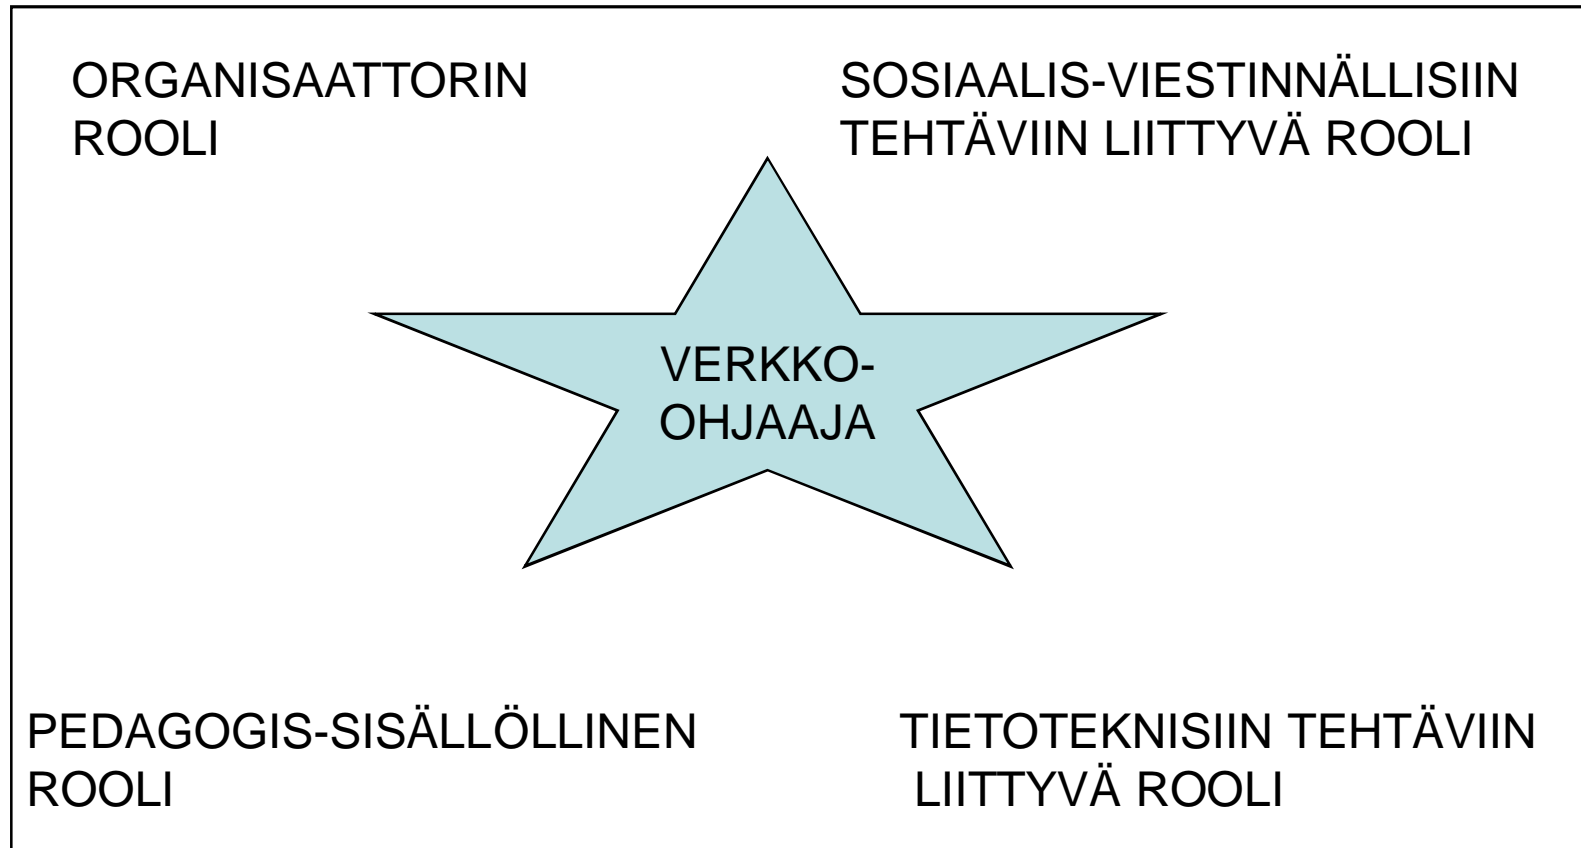 ORGANISAATTORIN
ROOLI
SOSIAALIS-VIESTINNÄLLISIIN
TEHTÄVIIN LIITTYVÄ ROOLI
VERKKO-
OHJAAJA
PEDAGOGIS-SISÄLLÖLLINEN
ROOLI
TIETOTEKNISIIN TEHTÄVIIN
LIITTYVÄ ROOLI